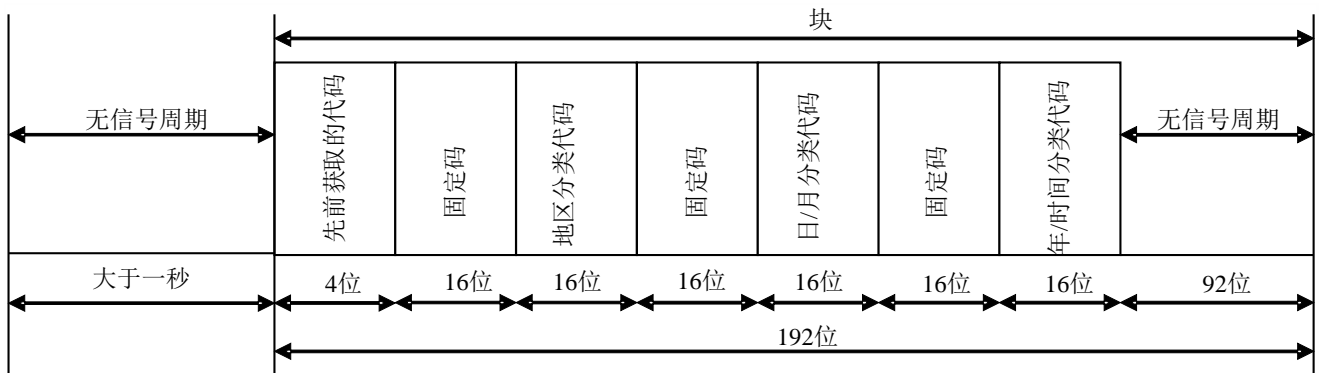 块
无信号周期
先前获取的代码
固定码
地区分类代码
固定码
日/月分类代码
固定码
年/时间分类代码
无信号周期
大于一秒
4位
16位
16位
16位
16位
16位
16位
92位
192位